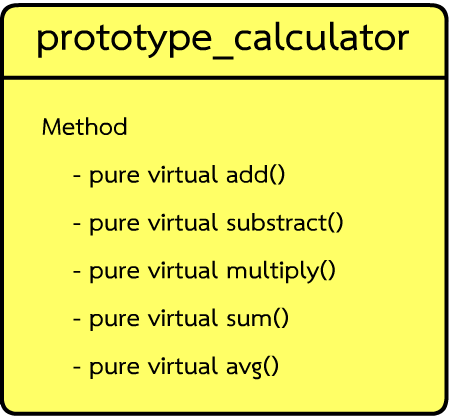 prototype_calculator
Method
- pure virtual add()
- pure virtual substract()
- pure virtual multiply()
- pure virtual sum()
- pure virtual avg()